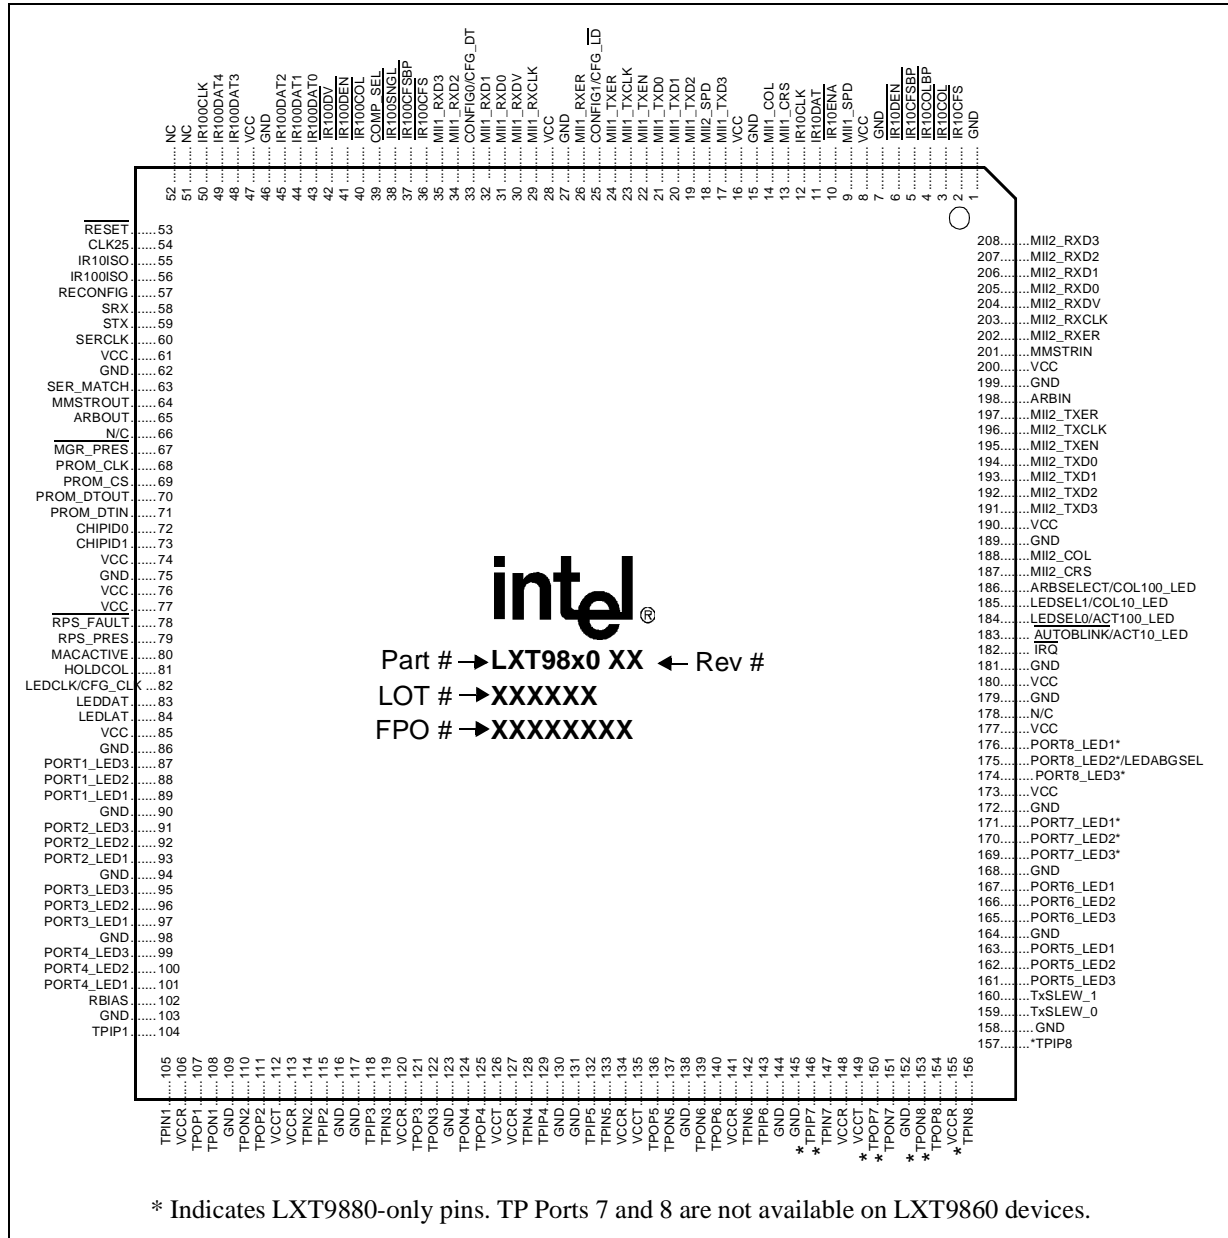 52 NC
51 NC
50 IR100CLK
49 IR100DAT4
48 IR100DAT3
47 VCC
46 GND
45 IR100DAT2
44 IR100DAT1
43 IR100DAT0
42 IR100DV
41 IR100DEN
40 IR100COL
39 COMP_SEL
38 IR100SNGL
37 IR100CFSBP
36 IR100CFS
35 MII1_RXD3
34 MII1_RXD2
33 CONFIG0/CFG_DT
32 MII1_RXD1
31 MII1_RXD0
30 MII1_RXDV
29 MII1_RXCLK
28 VCC
27 GND
26 MII1_RXER
25 CONFIG1/CFG_LD
24 MII1_TXER
23 MII1_TXCLK
22 MII1_TXEN
21 MII1_TXD0
20 MII1_TXD1
19 MII1_TXD2
18 MII2_SPD
17 MII1_TXD3
16 VCC
15 GND
14 MII1_COL
13 MII1_CRS
12 IR10CLK
11 IR10DAT
10 IR10ENA
9 MII1_SPD
8 VCC
7 GND
6 IR10DEN
5 IR10CFSBP
4 IR10COLBP
3 IR10COL
2 IR10CFS
1 GND
RESET 53
CLK25 54
IR10ISO 55
IR100ISO 56
RECONFIG 57
SRX 58
STX 59
SERCLK 60
VCC 61
GND 62
SER_MATCH 63
MMSTROUT 64
ARBOUT 65
N/C 66
MGR_PRES 67
PROM_CLK 68
PROM_CS 69
PROM_DTOUT 70
PROM_DTIN 71
CHIPID0 72
CHIPID1 73
VCC 74
GND 75
VCC 76
VCC 77
RPS_FAULT 78
RPS_PRES 79
MACACTIVE 80
HOLDCOL 81
LEDCLK/CFG_CLK 82
LEDDAT 83
LEDLAT 84
VCC 85
GND 86
PORT1_LED3 87
PORT1_LED2 88
PORT1_LED1 89
GND 90
PORT2_LED3 91
PORT2_LED2 92
PORT2_LED1 93
GND 94
PORT3_LED3 95
PORT3_LED2 96
PORT3_LED1 97
GND 98
PORT4_LED3 99
PORT4_LED2 100
PORT4_LED1 101
RBIAS 102
GND 103
TPIP1 104
intel®
Part # LXT98x0 XX Rev #
LOT # XXXXXX
FPO # XXXXXXXX
208 MII2_RXD3
207 MII2_RXD2
206 MII2_RXD1
205 MII2_RXD0
204 MII2_RXDV
203 MII2_RXCLK
202 MII2_RXER
201 MMSTRIN
200 VCC
199 GND
198 ARBIN
197 MII2_TXER
196 MII2_TXCLK
195 MII2_TXEN
194 MII2_TXD0
193 MII2_TXD1
192 MII2_TXD2
191 MII2_TXD3
190 VCC
189 GND
188 MII2_COL
187 MII2_CRS
186 ARBSELECT/COL100_LED
185 LEDSEL1/COL10_LED
184 LEDSEL0/ACT100_LED
183 AUTOBLINK/ACT10_LED
182 IRQ
181 GND
180 VCC
179 GND
178 N/C
177 VCC
176 PORT8_LED1*
175 PORT8_LED2*/LEDABGSEL
174 PORT8_LED3*
173 VCC
172 GND
171 PORT7_LED1*
170 PORT7_LED2*
169 PORT7_LED3*
168 GND
167 PORT6_LED1
166 PORT6_LED2
165 PORT6_LED3
164 GND
163 PORT5_LED1
162 PORT5_LED2
161 PORT5_LED3
160 TxSLEW_1
159 TxSLEW_0
158 GND
157 *TPIP8
TPIN1 105
VCCR 106
TPOP1 107
TPON1 108
GND 109
TPON2 110
TPOP2 111
VCCT 112
VCCR 113
TPIN2 114
TPIP2 115
GND 116
GND 117
TPIP3 118
TPIN3 119
VCCR 120
TPOP3 121
TPON3 122
GND 123
TPON4 124
TPOP4 125
VCCT 126
VCCR 127
TPIN4 128
TPIP4 129
GND 130
GND 131
TPIP5 132
TPIN5 133
VCCR 134
VCCT 135
TPOP5 136
TPON5 137
GND 138
TPON6 139
TPOP6 140
VCCR 141
TPIN6 142
TPIP6 143
GND 144
GND 145
* TPIP7 146
* TPIN7 147
VCCR 148
VCCT 149
* TPOP7 150
* TPON7 151
GND 152
* TPON8 153
* TPOP8 154
VCCR 155
* TPIN8 156
* Indicates LXT9880-only pins. TP Ports 7 and 8 are not available on LXT9860 devices.